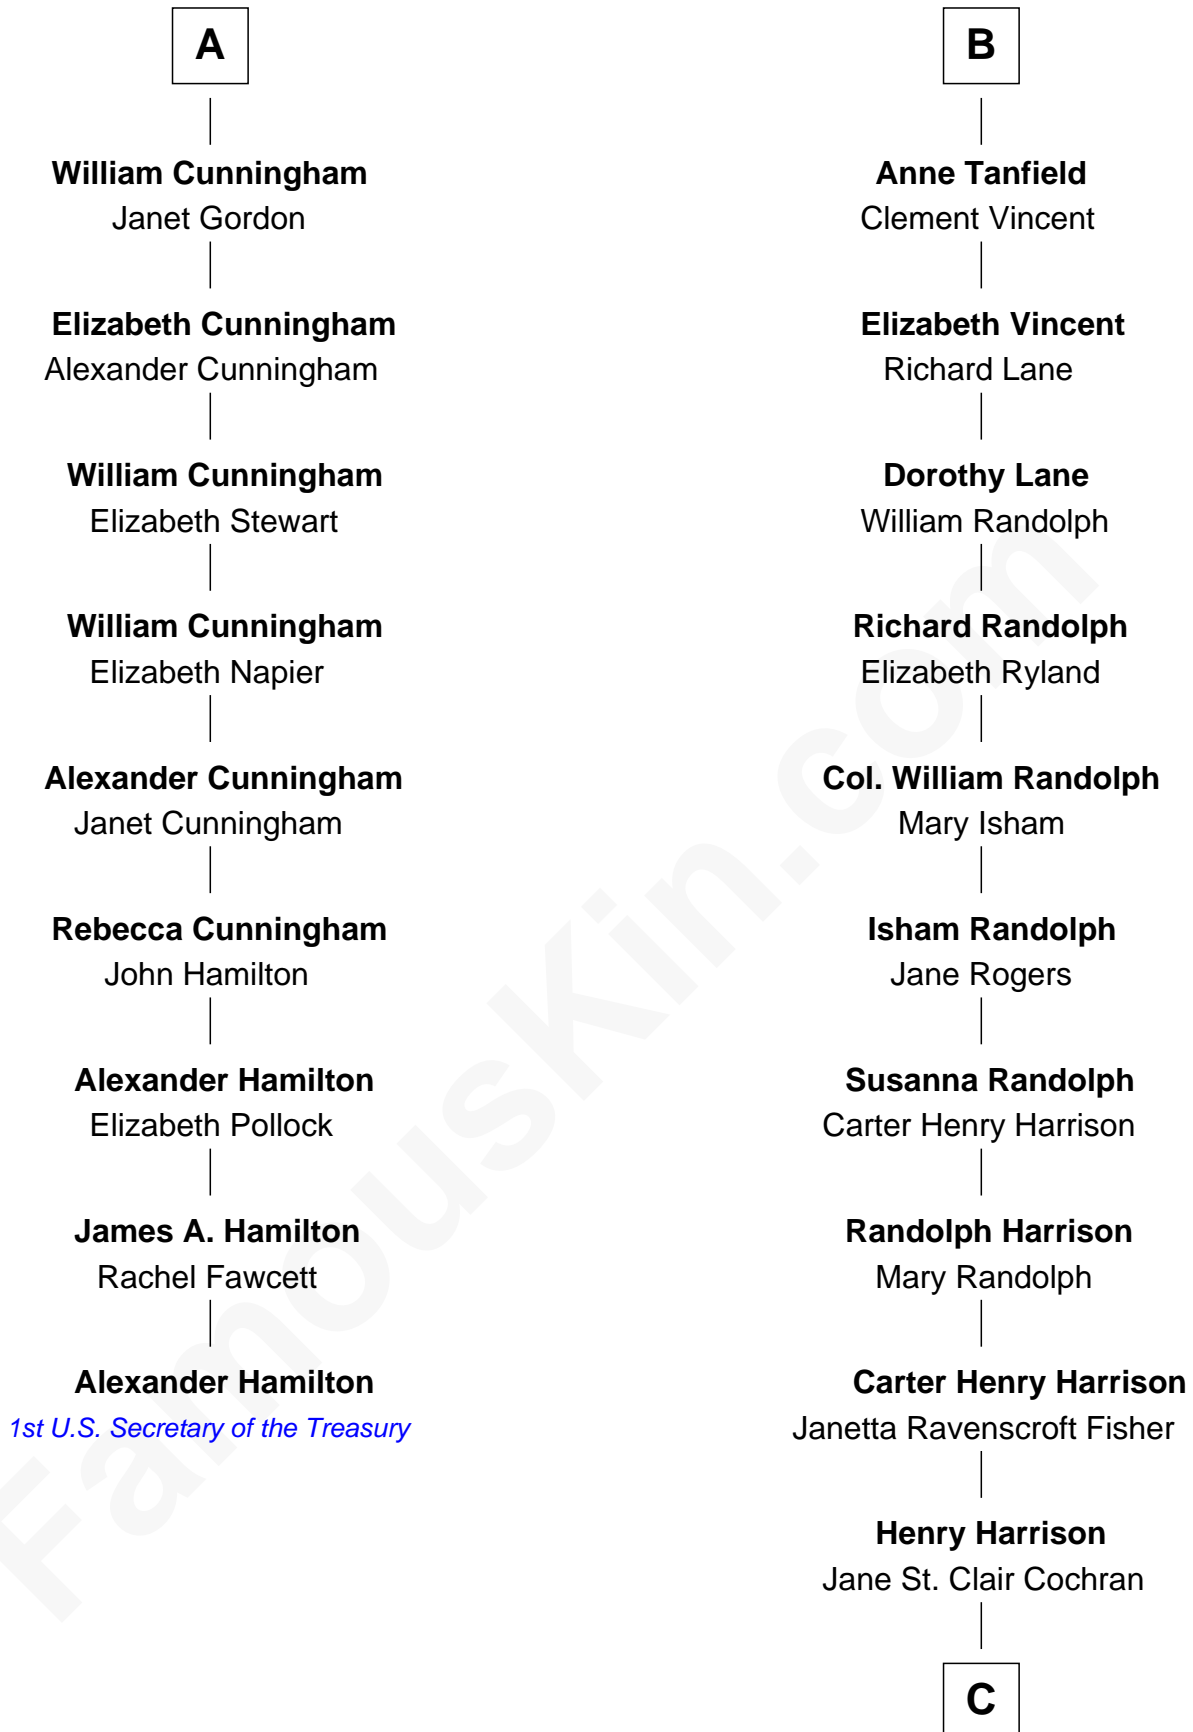 A
William Cunningham
Janet Gordon
Elizabeth Cunningham
Alexander Cunningham
William Cunningham
Elizabeth Stewart
William Cunningham
Elizabeth Napier
Alexander Cunningham
Janet Cunningham
Rebecca Cunningham
John Hamilton
Alexander Hamilton
Elizabeth Pollock
James A. Hamilton
Rachel Fawcett
Alexander Hamilton
1st U.S. Secretary of the Treasury
B
Anne Tanfield
Clement Vincent
Elizabeth Vincent
Richard Lane
Dorothy Lane
William Randolph
Richard Randolph
Elizabeth Ryland
Col. William Randolph
Mary Isham
Isham Randolph
Jane Rogers
Susanna Randolph
Carter Henry Harrison
Randolph Harrison
Mary Randolph
Carter Henry Harrison
Janetta Ravenscroft Fisher
Henry Harrison
Jane St. Clair Cochran
C
FamousKin.com